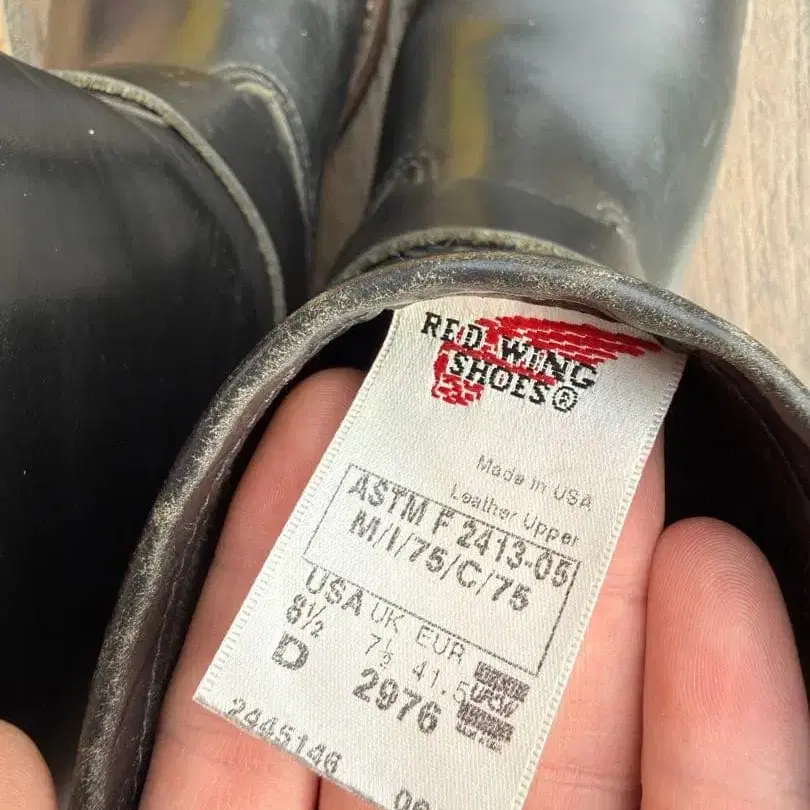 RED WING
SHOES®
Made in USA
Leather Upper
ASTM F 2413-05
M/I/75/C/75
USA UK EUR
8½ 7½ 41.5
D 2976
2445146